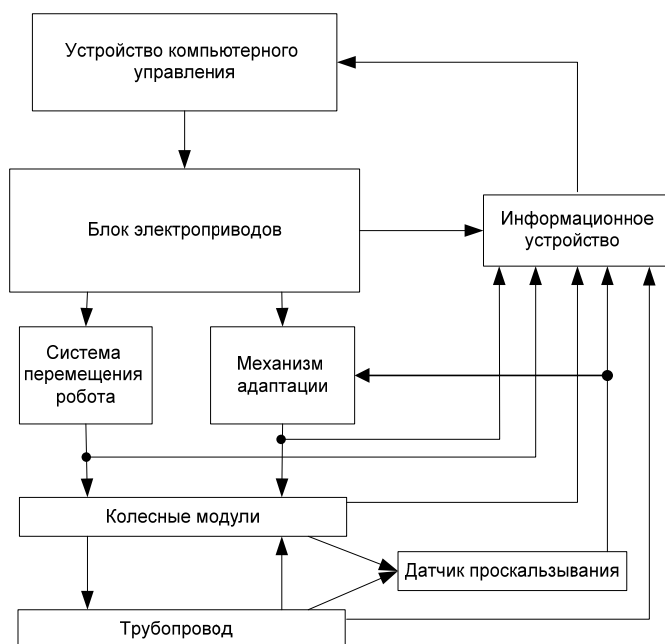 Устройство компьютерного
управления
Блок электроприводов
Информационное
устройство
Система
перемещения
робота
Механизм
адаптации
Колесные модули
Датчик проскальзывания
Трубопровод